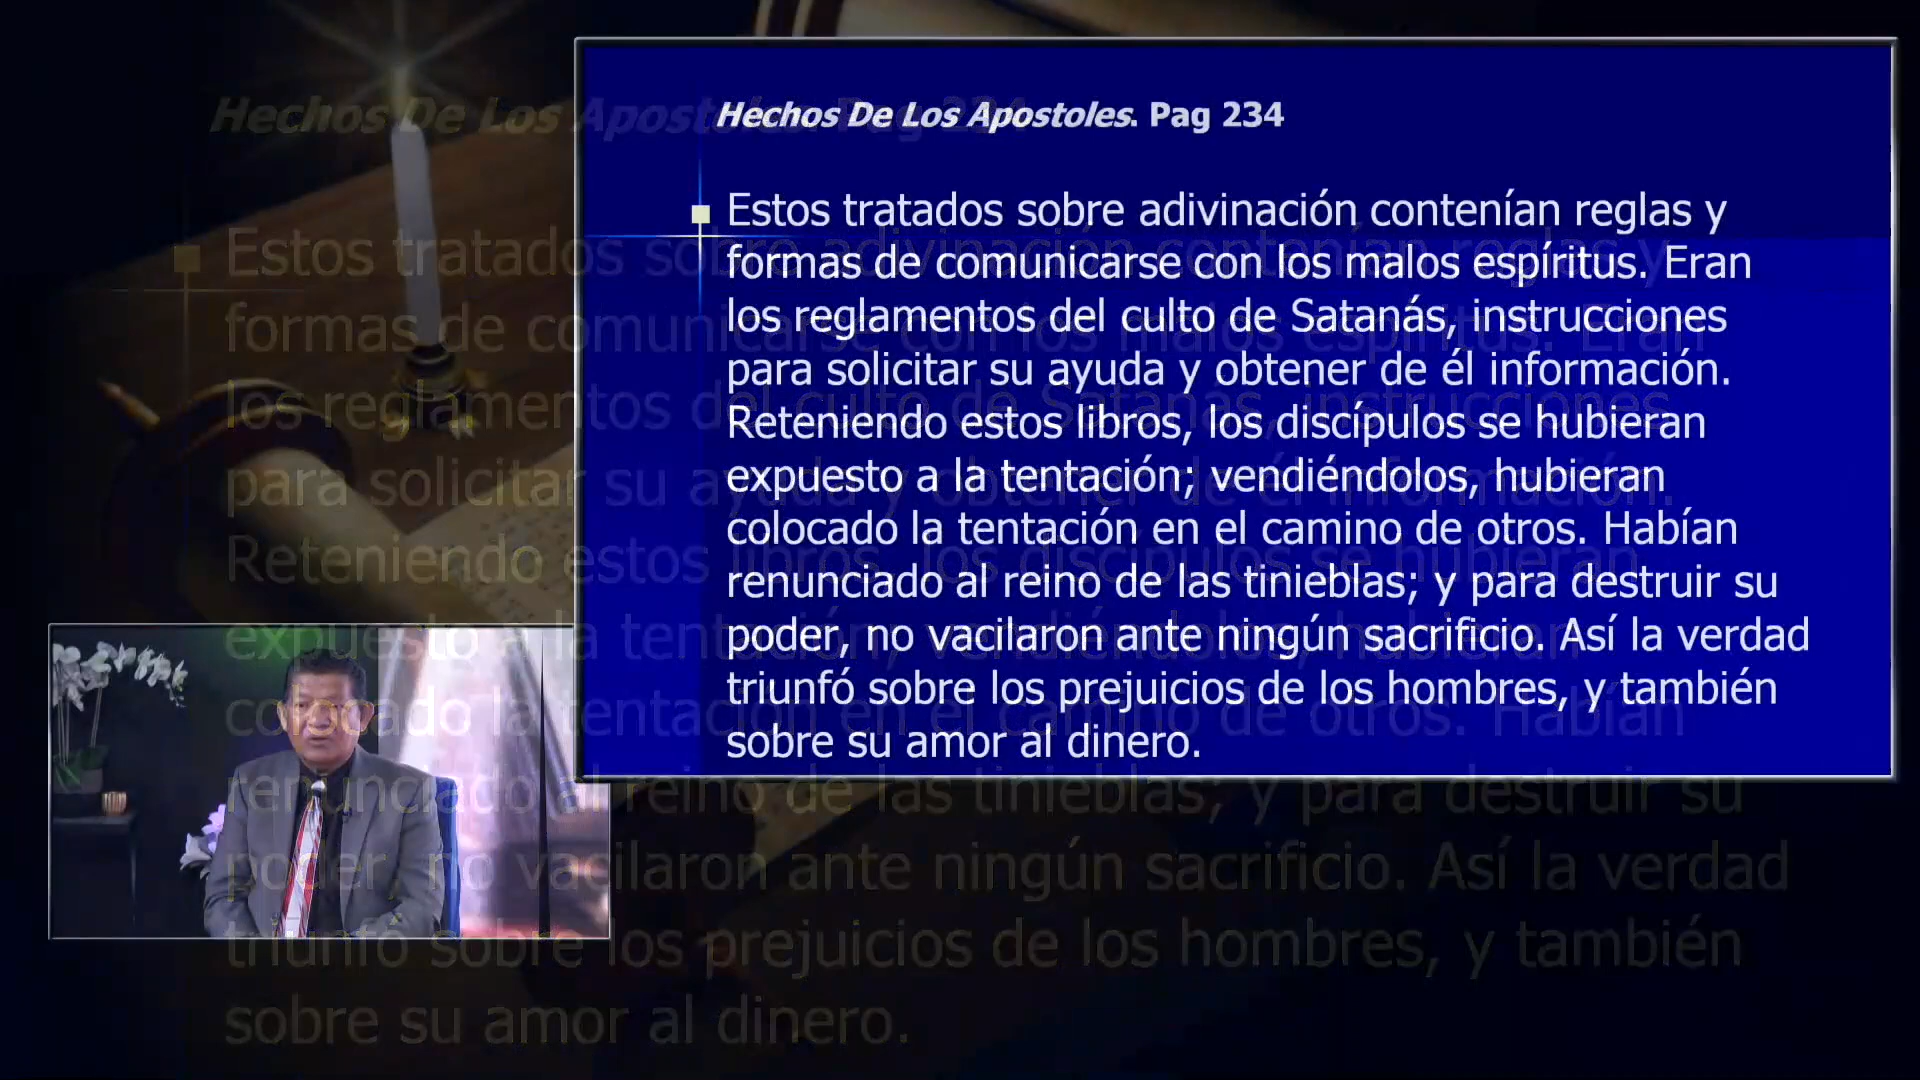 Hechos De Los Apostoles. Pag 234
Estos tratados sobre adivinación contenían reglas y
formas de comunicarse con los malos espíritus. Eran
los reglamentos del culto de Satanás, instrucciones
para solicitar su ayuda y obtener de él información.
Reteniendo estos libros, los discípulos se hubieran
expuesto a la tentación; vendiéndolos, hubieran
colocado la tentación en el camino de otros. Habían
renunciado al reino de las tinieblas; y para destruir su
poder, no vacilaron ante ningún sacrificio. Así la verdad
triunfó sobre los prejuicios de los hombres, y también
sobre su amor al dinero.